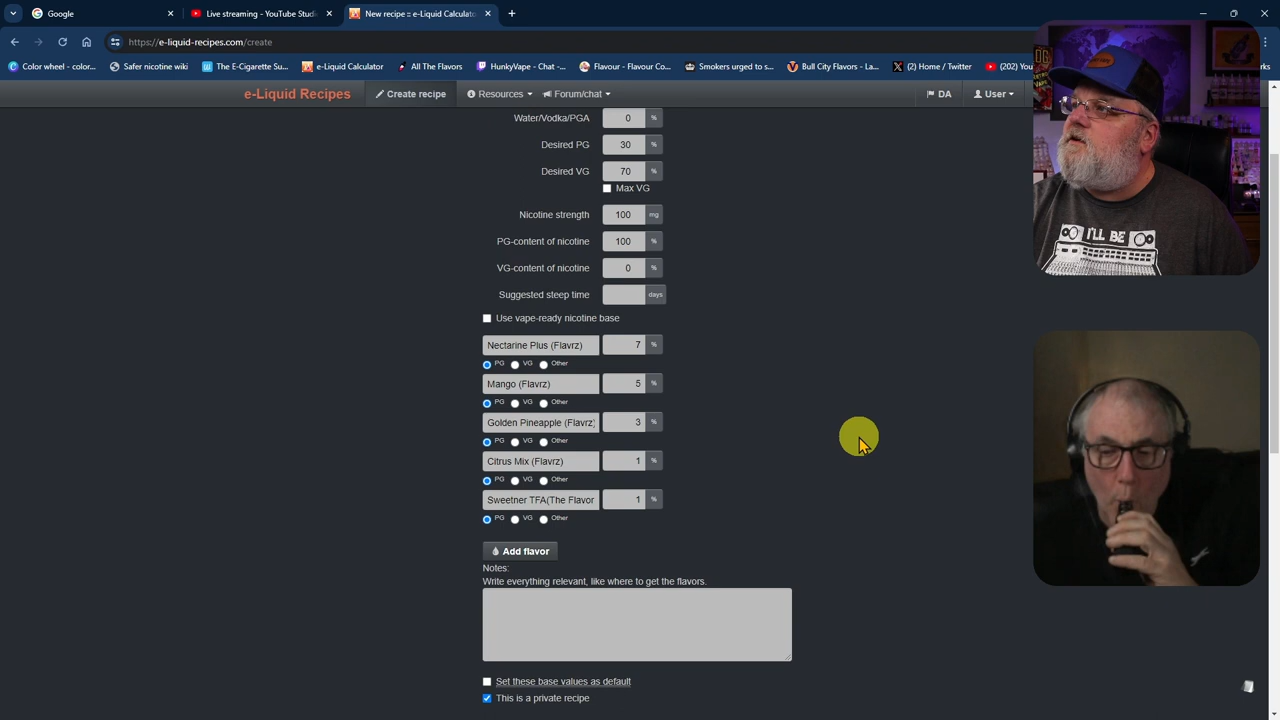 Google
Live streaming - YouTube Studi
New recipe :: e-Liquid Calculato
https://e-liquid-recipes.com/create
Color wheel - color...
Safer nicotine wiki
The E-Cigarette Su...
e-Liquid Calculator
All The Flavors
HunkyVape - Chat -...
Flavour - Flavour Co...
Smokers urged to s...
Bull City Flavors - La...
(2) Home / Twitter
(202) You
rks
e-Liquid Recipes
Create recipe
Resources
Forum/chat
DA
User
Water/Vodka/PGA 0 %
Desired PG 30 %
Desired VG 70 %
Max VG
Nicotine strength 100 mg
PG-content of nicotine 100 %
VG-content of nicotine 0 %
Suggested steep time days
Use vape-ready nicotine base
Nectarine Plus (Flavrz) 7 %
PG VG Other
Mango (Flavrz) 5 %
PG VG Other
Golden Pineapple (Flavrz) 3 %
PG VG Other
Citrus Mix (Flavrz) 1 %
PG VG Other
Sweetner TFA(The Flavor 1 %
PG VG Other
Add flavor
Notes:
Write everything relevant, like where to get the flavors.
Set these base values as default
This is a private recipe
I'LL BE